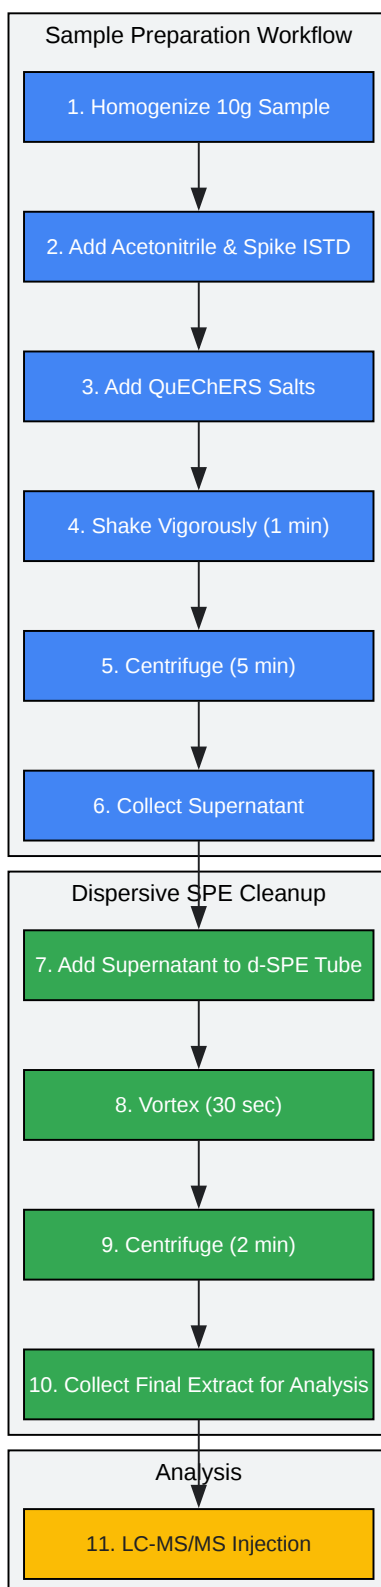 Sample Preparation Workflow
1. Homogenize 10g Sample
2. Add Acetonitrile & Spike ISTD
3. Add QuEChERS Salts
4. Shake Vigorously (1 min)
5. Centrifuge (5 min)
6. Collect Supernatant
Dispersive SPE Cleanup
7. Add Supernatant to d-SPE Tube
8. Vortex (30 sec)
9. Centrifuge (2 min)
10. Collect Final Extract for Analysis
Analysis
11. LC-MS/MS Injection